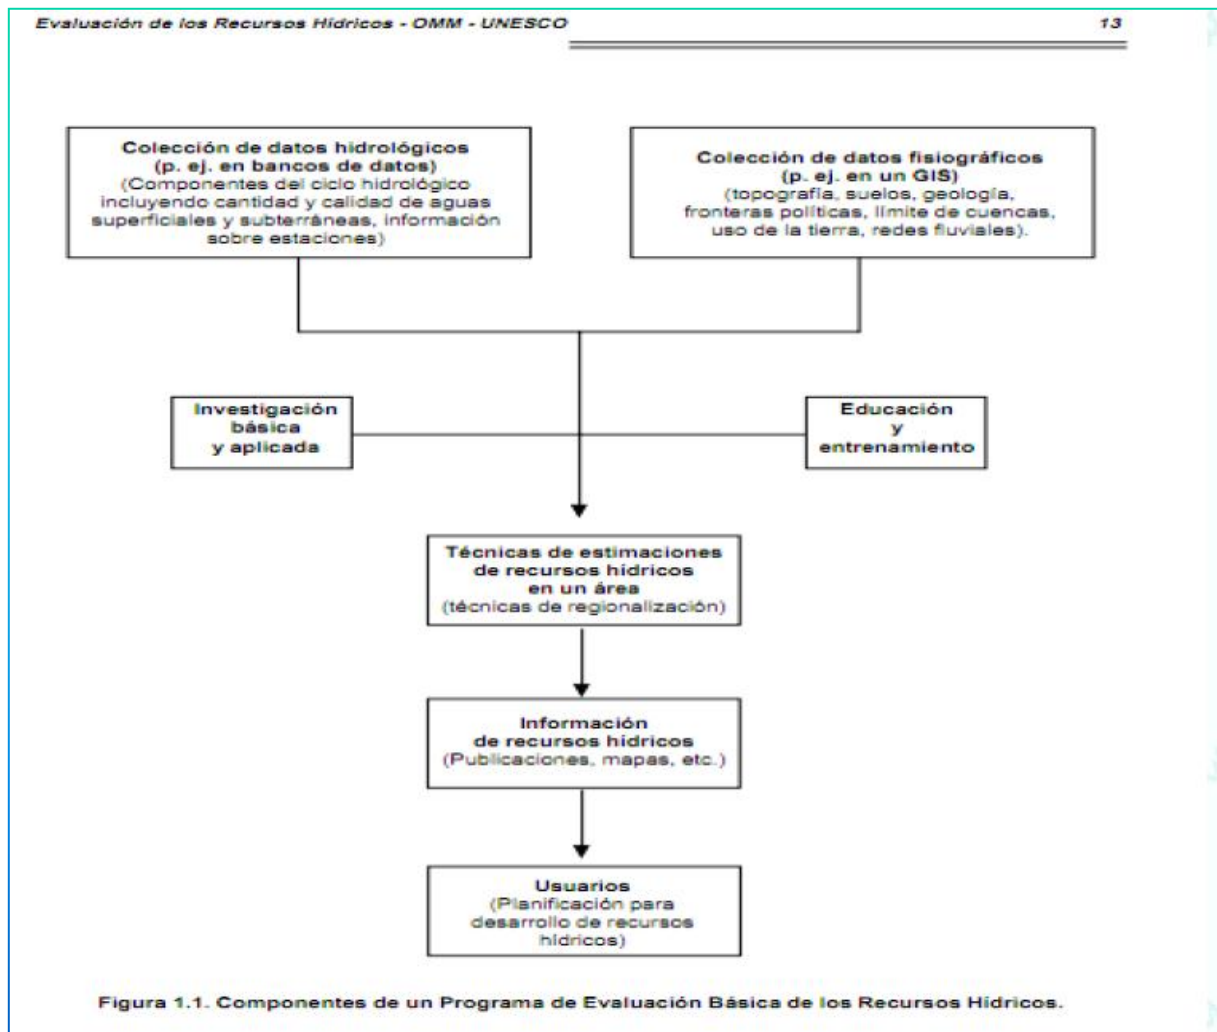 Evaluación de los Recursos Hídricos - OMM - UNESCO 13
Colección de datos hidrológicos
(p. ej. en bancos de datos)
(Componentes del ciclo hidrológico
incluyendo cantidad y calidad de aguas
superficiales y subterráneas, información
sobre estaciones)
Colección de datos fisiográficos
(p. ej. en un GIS)
(topografía, suelos, geología,
fronteras políticas, límite de cuencas,
uso de la tierra, redes fluviales).
Investigación
básica
y aplicada
Educación
y
entrenamiento
Técnicas de estimaciones
de recursos hídricos
en un área
(técnicas de regionalización)
Información
de recursos hídricos
(Publicaciones, mapas, etc.)
Usuarios
(Planificación para
desarrollo de recursos
hídricos)
Figura 1.1. Componentes de un Programa de Evaluación Básica de los Recursos Hídricos.